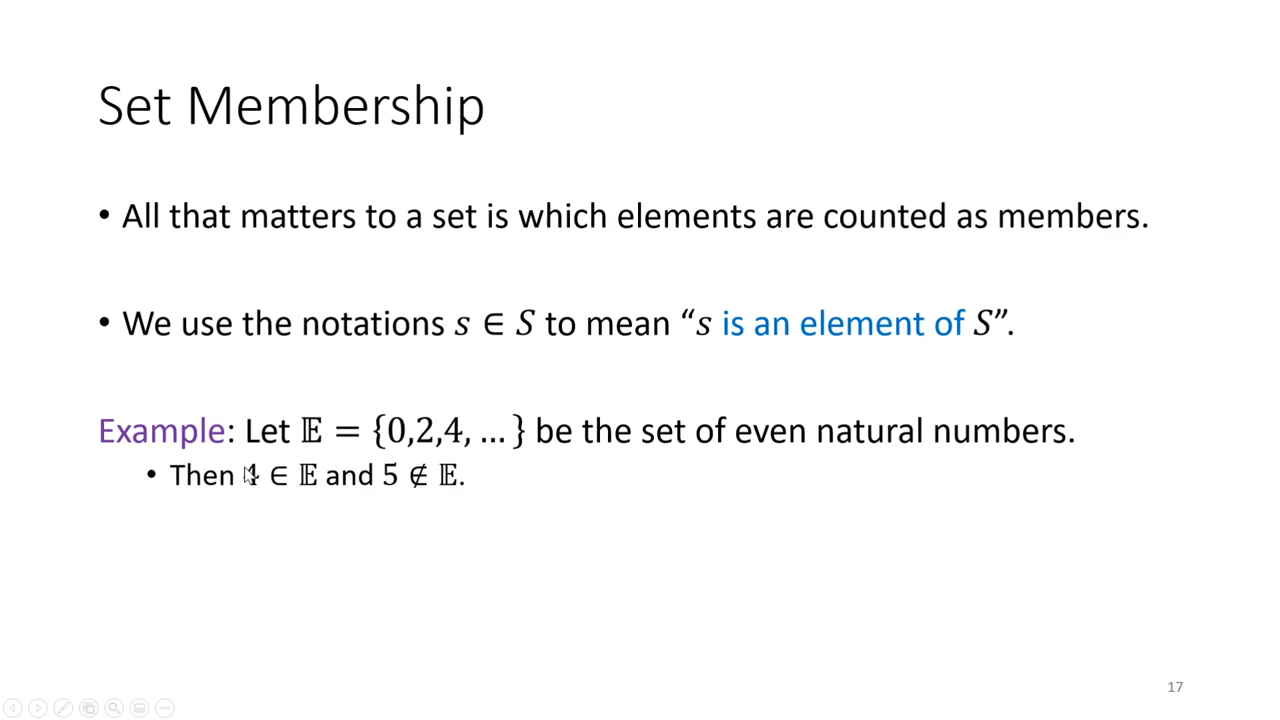 Set Membership
• All that matters to a set is which elements are counted as members.
• We use the notations 𝑠 ∈ 𝑆 to mean “𝑠 is an element of 𝑆”.
Example: Let 𝔼 = {0,2,4, … } be the set of even natural numbers.
• Then 4 ∈ 𝔼 and 5 ∉ 𝔼.
17